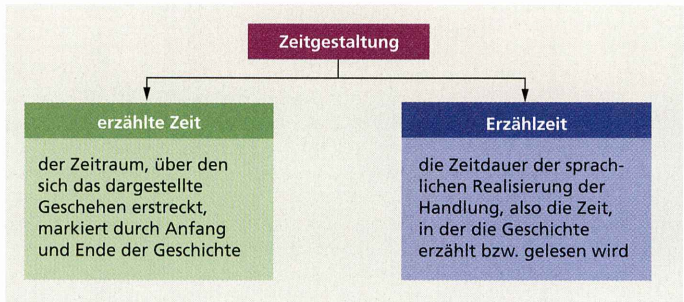 Zeitgestaltung
erzählte Zeit
der Zeitraum, über den
sich das dargestellte
Geschehen erstreckt,
markiert durch Anfang
und Ende der Geschichte
Erzählzeit
die Zeitdauer der sprach-
lichen Realisierung der
Handlung, also die Zeit,
in der die Geschichte
erzählt bzw. gelesen wird